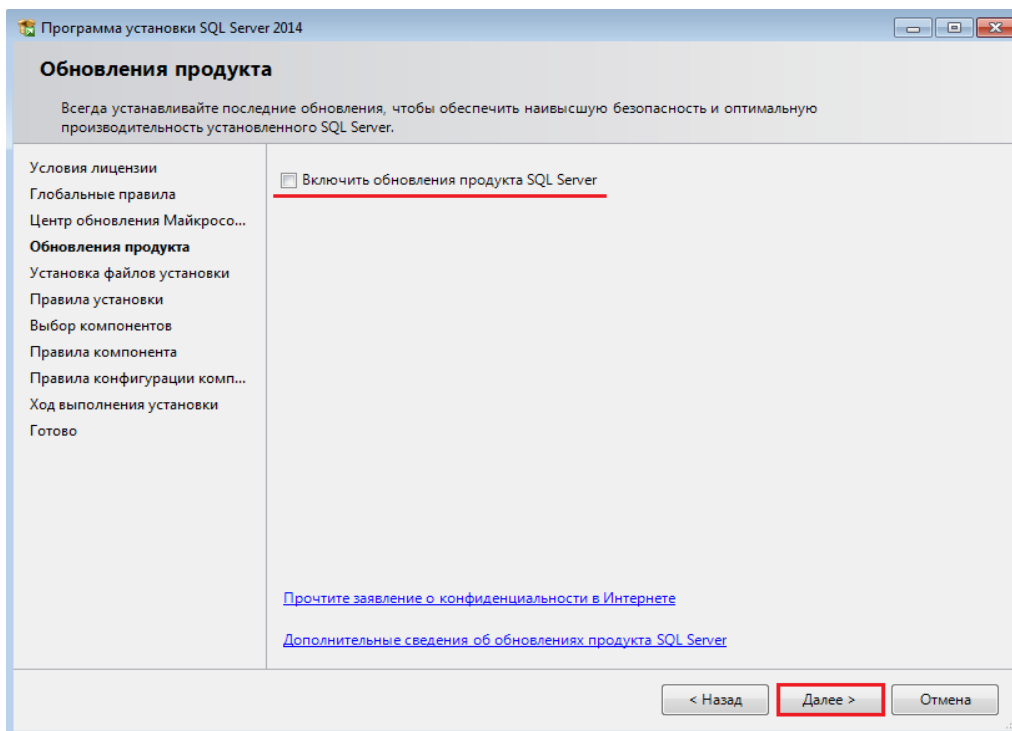 Программа установки SQL Server 2014
Обновления продукта
Всегда устанавливайте последние обновления, чтобы обеспечить наивысшую безопасность и оптимальную
производительность установленного SQL Server.
Условия лицензии
Глобальные правила
Центр обновления Майкросо...
Обновления продукта
Установка файлов установки
Правила установки
Выбор компонентов
Правила компонента
Правила конфигурации комп...
Ход выполнения установки
Готово
Включить обновления продукта SQL Server
Прочтите заявление о конфиденциальности в Интернете
Дополнительные сведения об обновлениях продукта SQL Server
< Назад
Далее >
Отмена